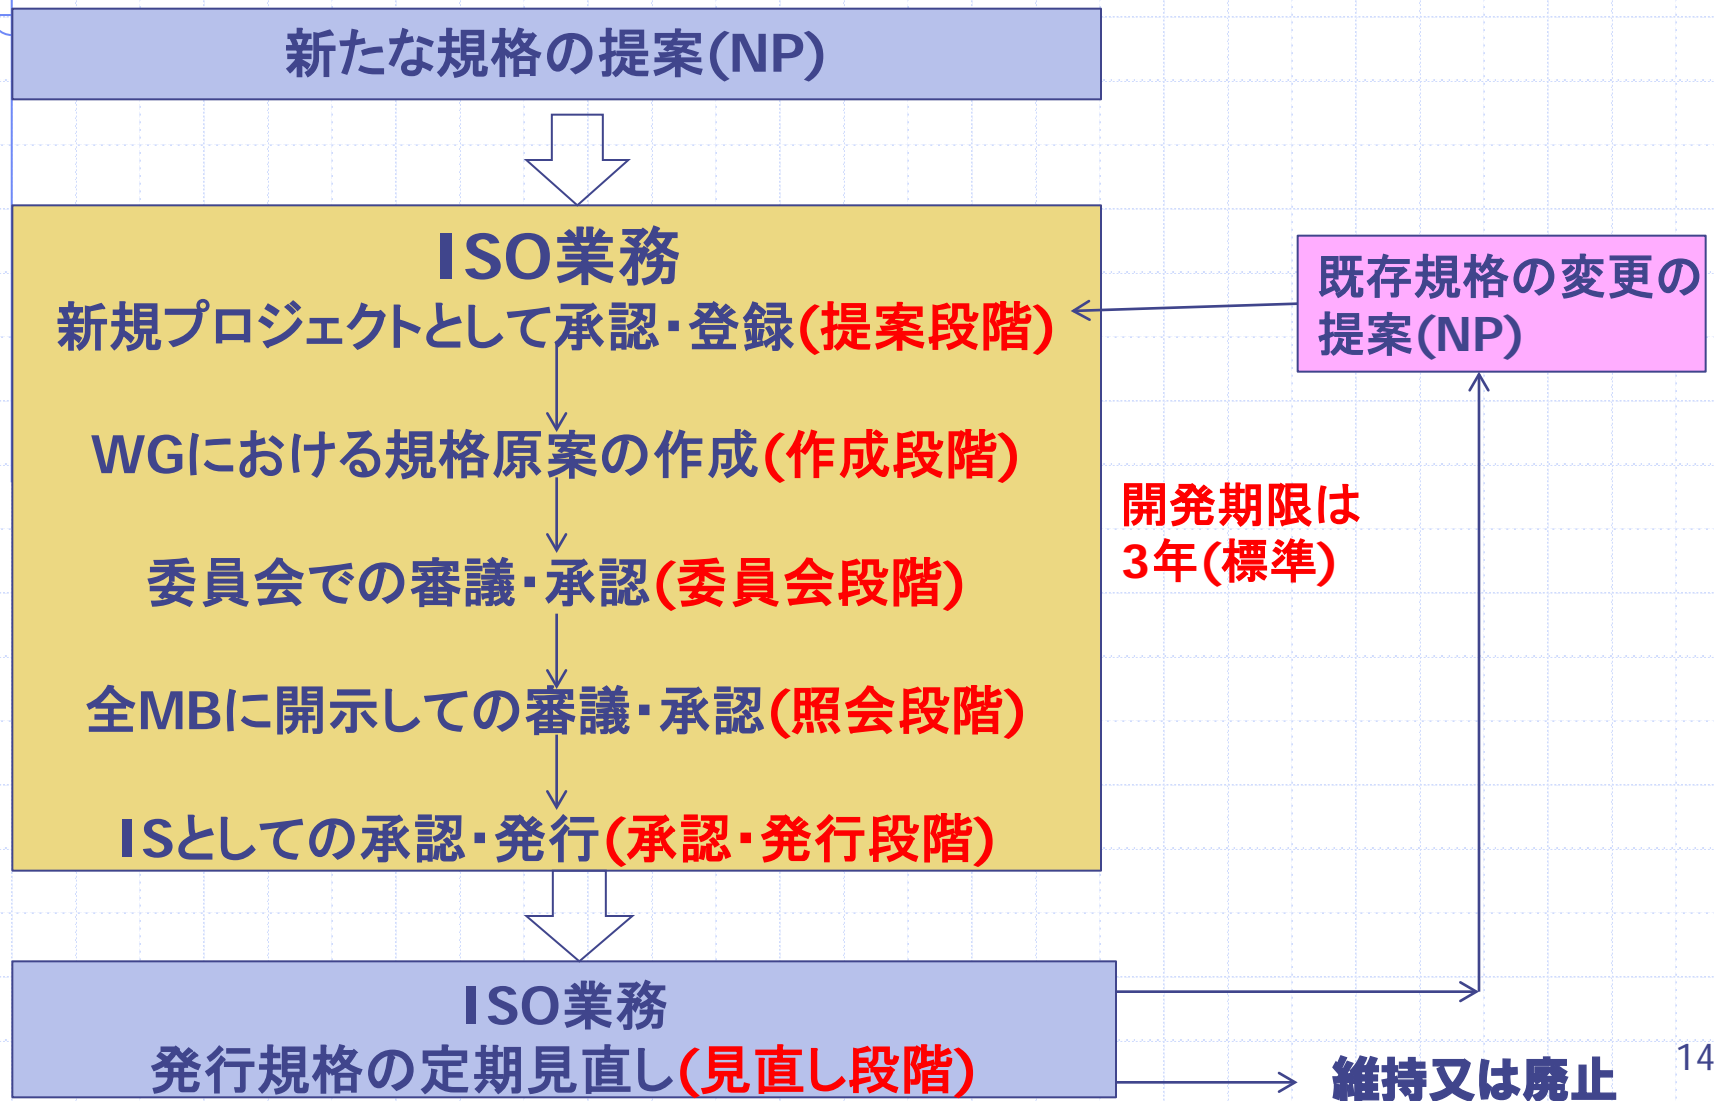 新たな規格の提案(NP)
ISO業務
新規プロジェクトとして承認・登録(提案段階)
既存規格の変更の
提案(NP)
WGにおける規格原案の作成(作成段階)
開発期限は
3年(標準)
委員会での審議・承認(委員会段階)
全MBに開示しての審議・承認(照会段階)
ISとしての承認・発行(承認・発行段階)
ISO業務
発行規格の定期見直し(見直し段階)
維持又は廃止
14